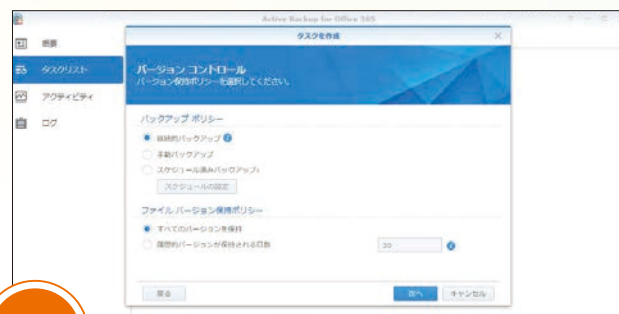 Active Backup for Office 365
タスクを作成
概要
タスクリスト
アクティビティ
ログ
バージョン コントロール
バージョン保持ポリシーを選択してください。
バックアップ ポリシー
継続的バックアップ
手動バックアップ
スケジュール済みバックアップ:
スケジュールの設定
ファイル バージョン保持ポリシー
すべてのバージョンを保持
履歴的バージョンが保持される日数
30
戻る
次へ
キャンセル